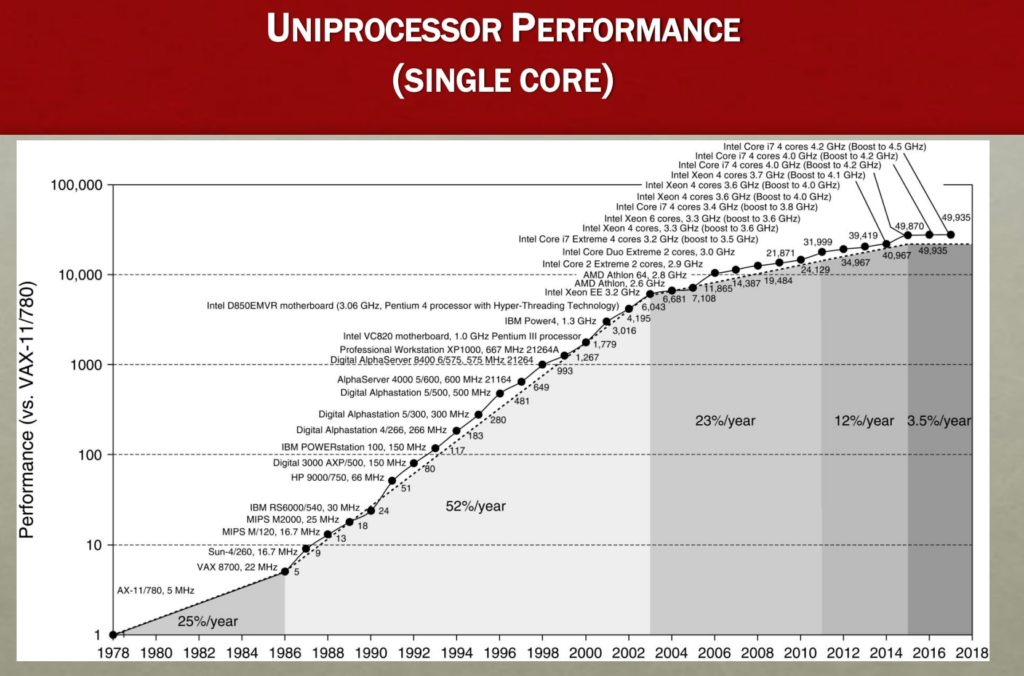 UNIPROCESSOR PERFORMANCE
(SINGLE CORE)
Performance (vs. VAX-11/780)
100,000
10,000
1000
100
10
1
Intel Core i7 4 cores 4.2 GHz (Boost to 4.5 GHz)
Intel Core i7 4 cores 4.0 GHz (Boost to 4.2 GHz)
Intel Core i7 4 cores 4.0 GHz (Boost to 4.2 GHz)
Intel Xeon 4 cores 3.7 GHz (Boost to 4.1 GHz)
Intel Xeon 4 cores 3.6 GHz (Boost to 4.0 GHz)
Intel Xeon 4 cores 3.6 GHz (Boost to 4.0 GHz)
Intel Core i7 4 cores 3.4 GHz (boost to 3.8 GHz)
Intel Xeon 6 cores, 3.3 GHz (boost to 3.6 GHz)
Intel Xeon 4 cores, 3.3 GHz (boost to 3.6 GHz)
Intel Core i7 Extreme 4 cores 3.2 GHz (boost to 3.5 GHz)
Intel Core Duo Extreme 2 cores, 3.0 GHz
Intel Core 2 Extreme 2 cores, 2.9 GHz
AMD Athlon 64, 2.8 GHz
AMD Athlon, 2.6 GHz
Intel Xeon EE 3.2 GHz
Intel D850EMVR motherboard (3.06 GHz, Pentium 4 processor with Hyper-Threading Technology)
IBM Power4, 1.3 GHz
Intel VC820 motherboard, 1.0 GHz Pentium III processor
Professional Workstation XP1000, 667 MHz 21264A
Digital AlphaServer 8400 6/575, 575 MHz 21264
AlphaServer 4000 5/600, 600 MHz 21164
Digital Alphastation 5/500, 500 MHz
Digital Alphastation 5/300, 300 MHz
Digital Alphastation 4/266, 266 MHz
IBM POWERstation 100, 150 MHz
Digital 3000 AXP/500, 150 MHz
HP 9000/750, 66 MHz
IBM RS6000/540, 30 MHz
MIPS M2000, 25 MHz
MIPS M/120, 16.7 MHz
Sun-4/260, 16.7 MHz
VAX 8700, 22 MHz
AX-11/780, 5 MHz
5
9
13
18
24
51
80
117
183
280
481
649
993
1,267
1,779
3,016
4,195
6,043
6,681
7,108
11,865
14,387
19,484
21,871
24,129
31,999
34,967
39,419
40,967
49,870
49,935
49,935
25%/year
52%/year
23%/year
12%/year
3.5%/year
1978 1980 1982 1984 1986 1988 1990 1992 1994 1996 1998 2000 2002 2004 2006 2008 2010 2012 2014 2016 2018